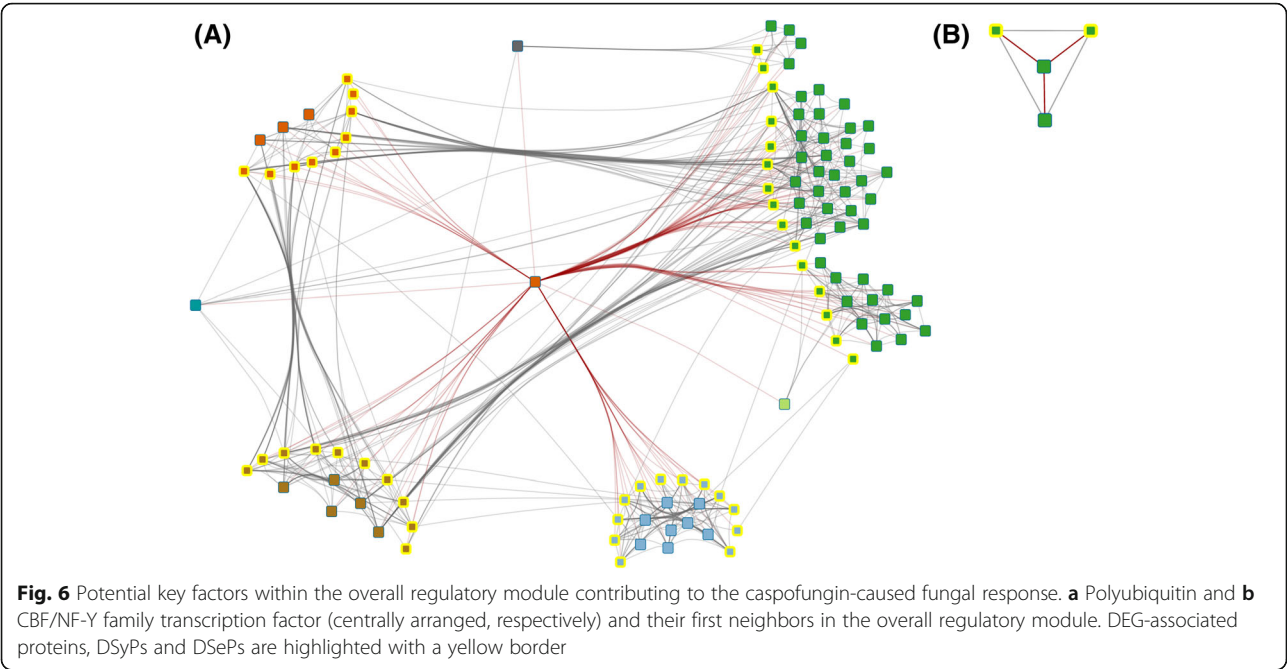 (A)
(B)
Fig. 6 Potential key factors within the overall regulatory module contributing to the caspofungin-caused fungal response. a Polyubiquitin and b
CBF/NF-Y family transcription factor (centrally arranged, respectively) and their first neighbors in the overall regulatory module. DEG-associated
proteins, DSyPs and DSePs are highlighted with a yellow border